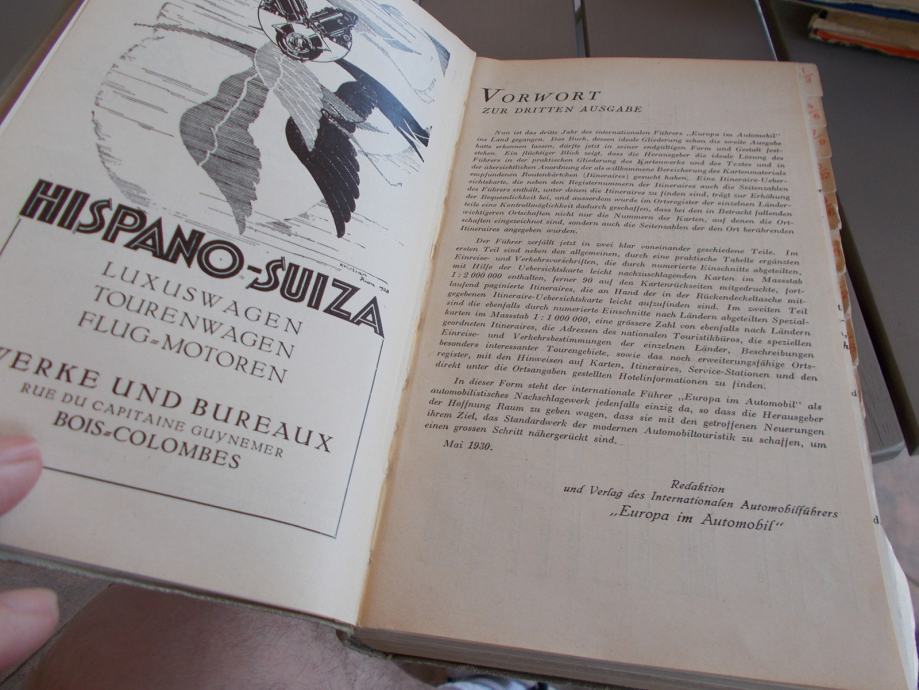 HISPANO-SUIZA
LUXUSWAGEN
TOURENWAGEN
FLUG=MOTOREN
WERKE UND BUREAUX
RUE DU CAPITAINE GUYNEMER
BOIS=COLOMBES
VORWORT
ZUR DRITTEN AUSGABE
Nun ist das dritte Jahr des internationalen Führers „Europa im Automobil"
ins Land gegangen. Das Buch, dessen ideale Gliederung schon die zweite Ausgabe
hatte erkennen lassen, dürfte jetzt in seiner endgültigen Form und Gestalt fest-
stehen. Ein flüchtiger Blick zeigt, dass die Herausgeber die ideale Lösung des
Führers in der praktischen Gliederung des Kartenwerks und des Textes und in
der übersichtlichen Anordnung der als willkommenen Bereicherung des Kartenmaterials
empfundenen Routenkärtchen (Itineraires) gesucht haben. Eine Itineraire-Ueber-
sichtskarte, die neben den Registernummern der Itineraires auch die Seitenzahlen
des Führers enthält, unter denen die Itineraires zu finden sind, trägt zur Erhöhung
der Bequemlichkeit bei, und ausserdem wurde im Ortsregister der einzelnen Länder-
teile eine Kontrollmöglichkeit dadurch geschaffen, dass bei den in Betracht fallenden
wichtigeren Ortschaften nicht nur die Nummern der Karten, auf denen die Ort-
schaften eingezeichnet sind, sondern auch die Seitenzahlen der den Ort berührenden
Itineraires angegeben wurden.
Der Führer zerfällt jetzt in zwei klar voneinander geschiedene Teile. Im
ersten Teil sind neben den allgemeinen, durch eine praktische Tabelle ergänzten
Einreise- und Verkehrsvorschriften, die durch numerierte Einschnitte abgeteilten,
mit Hilfe der Uebersichtskarte leicht nachzuschlagenden Karten im Massstab
1 : 2 000 000 enthalten, ferner 90 auf den Kartenrückseiten mitgedruckte, fort-
laufend paginierte Itineraires, die an Hand der in der Rückendeckeltasche mit-
gegebenen Itineraire-Uebersichtskarte leicht aufzufinden sind. Im zweiten Teil
sind die ebenfalls durch numerierte Einschnitte nach Ländern abgeteilten Spezial-
karten im Massstab 1 : 1 000 000, eine grössere Zahl von ebenfalls nach Ländern
geordneten Itineraires, die Adressen des nationalen Touristikbüros, die speziellen
Einreise- und Verkehrsbestimmungen der einzelnen Länder, Beschreibungen
besonders interessanter Tourengebiete, sowie das noch erweiterungsfähige Orts-
register, mit den Hinweisen auf Karten, Itineraires, Service-Stationen und den
direkt unter die Ortsangaben gestellten Hotelinformationen zu finden.
In dieser Form steht der internationale Führer „Europa im Automobil" als
automobilistisches Nachschlagewerk jedenfalls einzig da, so dass die Herausgeber
der Hoffnung Raum zu geben wagen, dass sie mit den getroffenen Neuerungen
ihrem Ziel, das Standardwerk der modernen Automobiltouristik zu schaffen, um
einen grossen Schritt nähergerückt sind.
Mai 1930.
Redaktion
und Verlag des Internationalen Automobilführers
„Europa im Automobil"